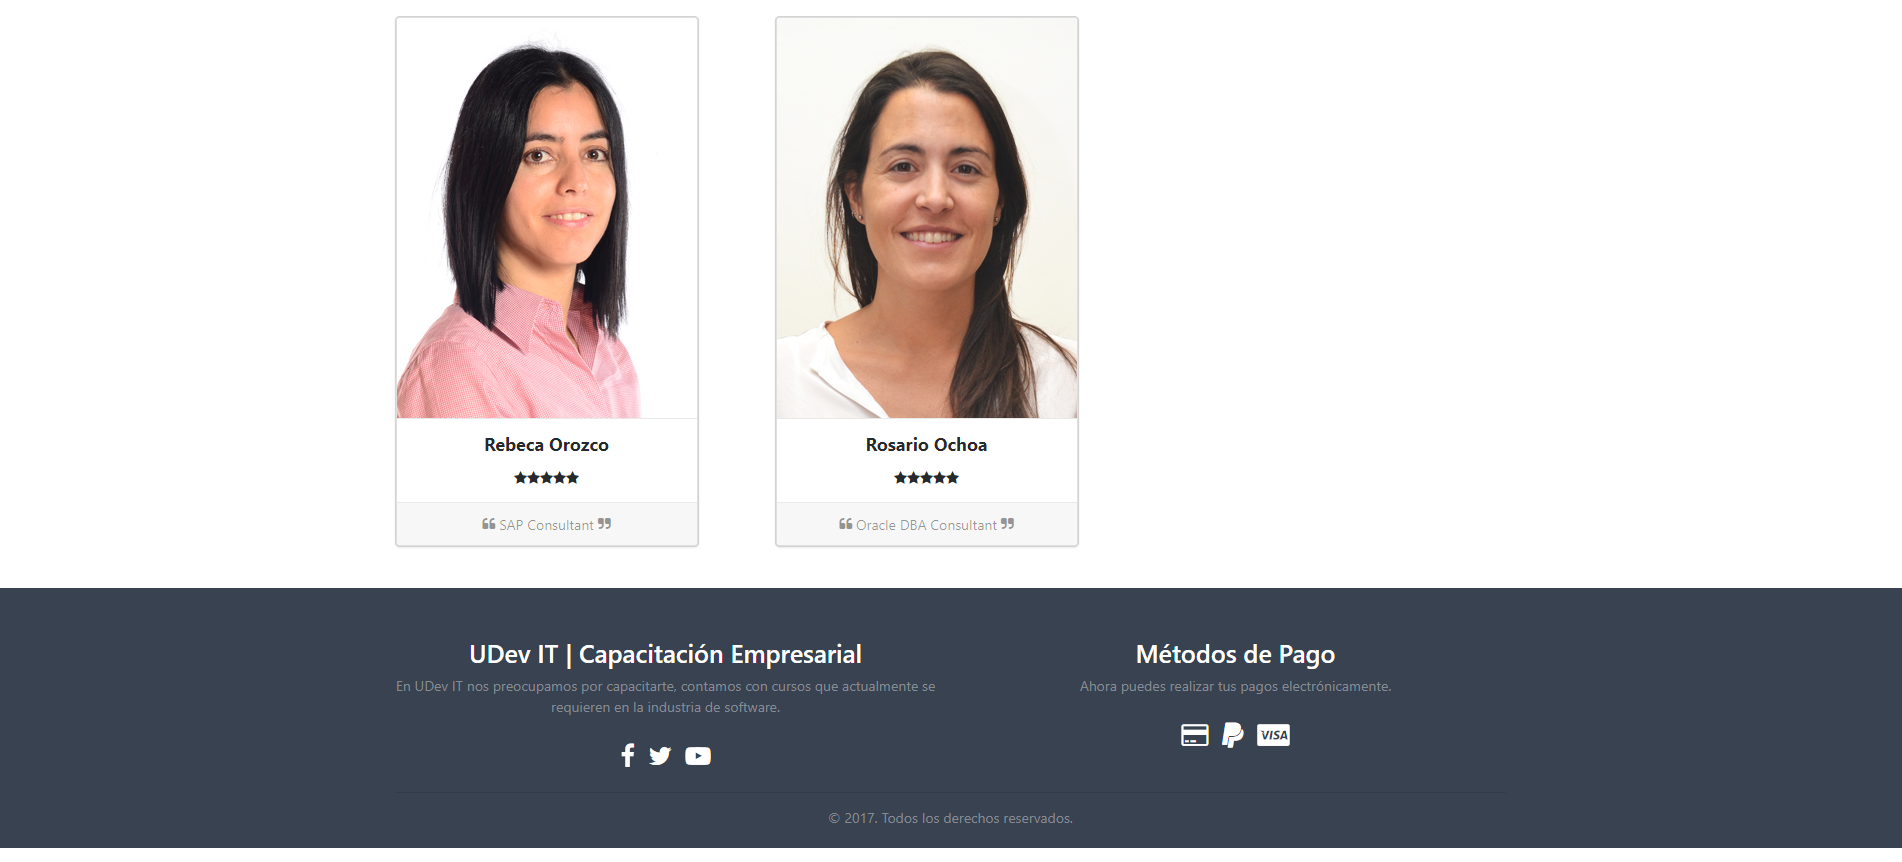 Rebeca Orozco
★★★★★
❝ SAP Consultant ❞
Rosario Ochoa
★★★★★
❝ Oracle DBA Consultant ❞
UDev IT | Capacitación Empresarial
En UDev IT nos preocupamos por capacitarte, contamos con cursos que actualmente se
requieren en la industria de software.
Métodos de Pago
Ahora puedes realizar tus pagos electrónicamente.
VISA
© 2017. Todos los derechos reservados.